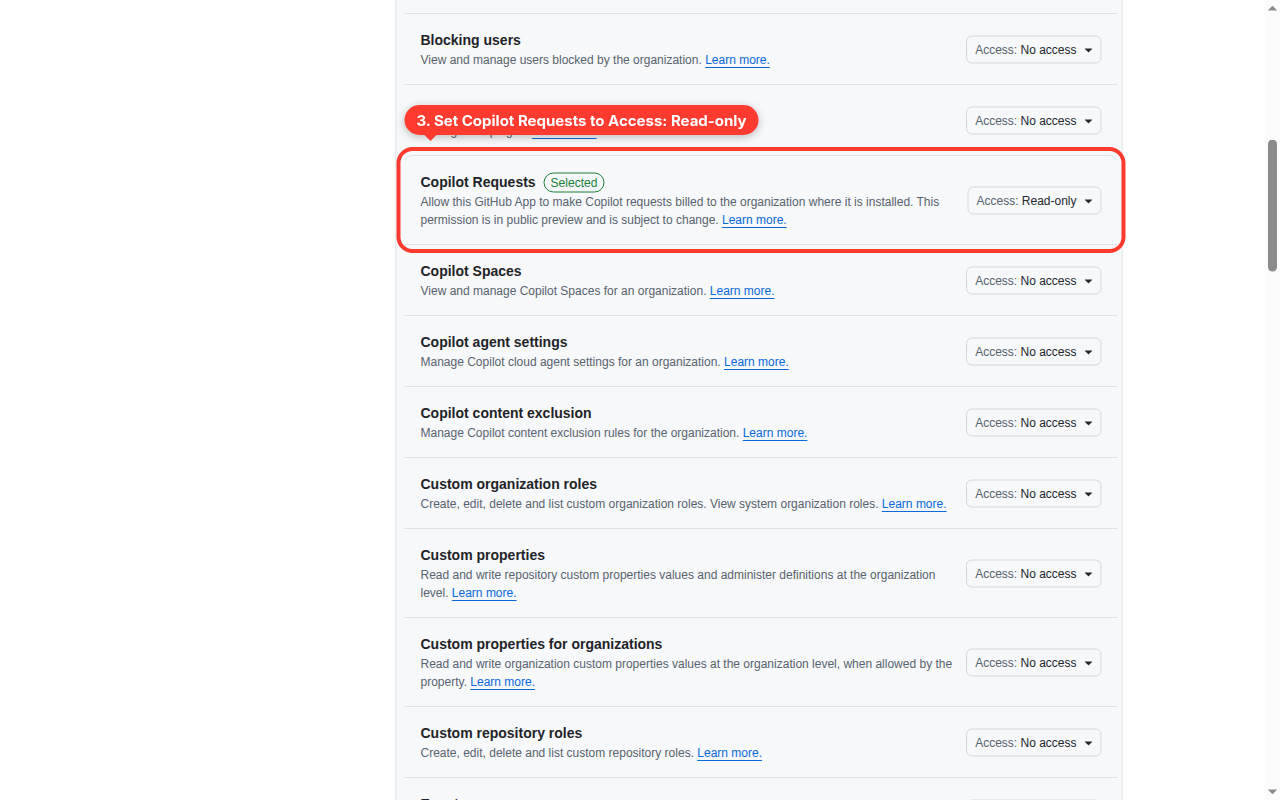 Blocking users
View and manage users blocked by the organization. Learn more.
Access: No access
3. Set Copilot Requests to Access: Read-only
Access: No access
Copilot Requests Selected
Allow this GitHub App to make Copilot requests billed to the organization where it is installed. This
permission is in public preview and is subject to change. Learn more.
Access: Read-only
Copilot Spaces
View and manage Copilot Spaces for an organization. Learn more.
Access: No access
Copilot agent settings
Manage Copilot cloud agent settings for an organization. Learn more.
Access: No access
Copilot content exclusion
Manage Copilot content exclusion rules for the organization. Learn more.
Access: No access
Custom organization roles
Create, edit, delete and list custom organization roles. View system organization roles. Learn more.
Access: No access
Custom properties
Read and write repository custom properties values and administer definitions at the organization
level. Learn more.
Access: No access
Custom properties for organizations
Read and write organization custom properties values at the organization level, when allowed by the
property. Learn more.
Access: No access
Custom repository roles
Create, edit, delete and list custom repository roles. Learn more.
Access: No access